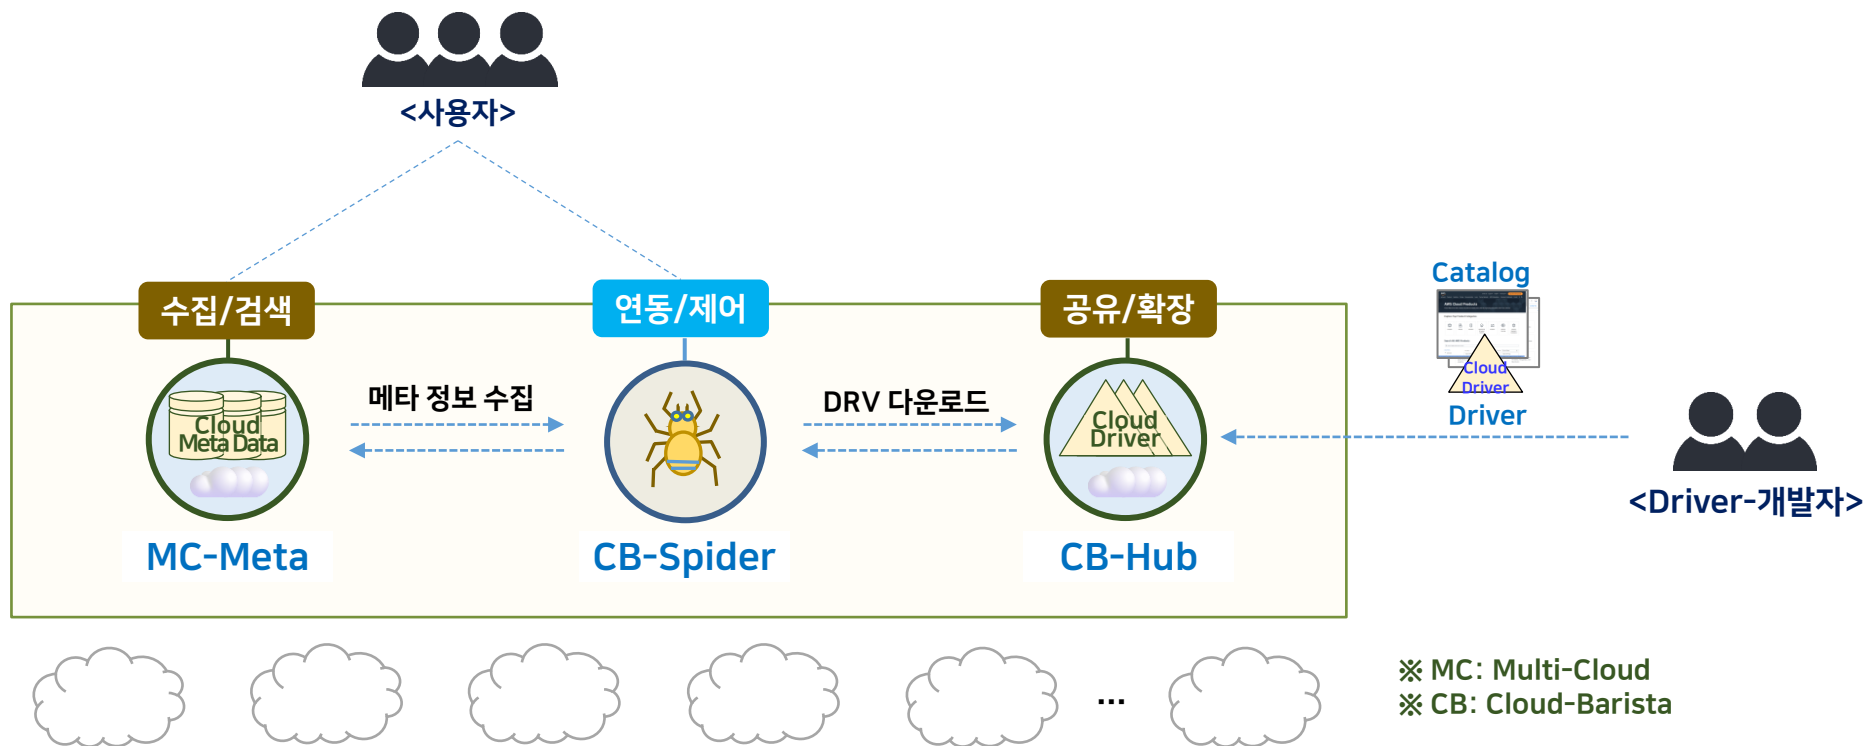 <사용자>
수집/검색
연동/제어
공유/확장
Catalog
Cloud
Driver
Driver
메타 정보 수집
DRV 다운로드
Cloud
Meta Data
Cloud
Driver
<Driver-개발자>
MC-Meta
CB-Spider
CB-Hub
...
※ MC: Multi-Cloud
※ CB: Cloud-Barista